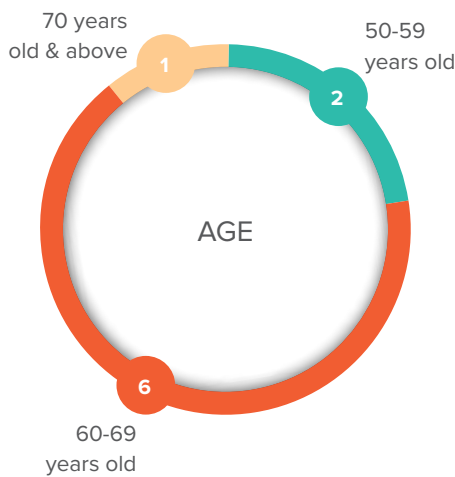 70 years
old & above
1
50-59
years old
2
AGE
6
60-69
years old